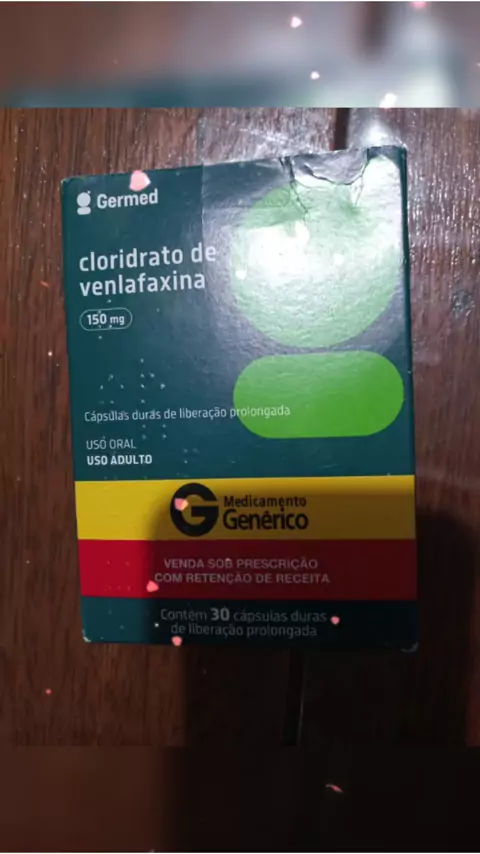 Germed
cloridrato de
venlafaxina
150 mg
Cápsulas duras de liberação prolongada
USO ORAL
USO ADULTO
G Medicamento
Genérico
VENDA SOB PRESCRIÇÃO
COM RETENÇÃO DE RECEITA
Contém 30 cápsulas duras
de liberação prolongada